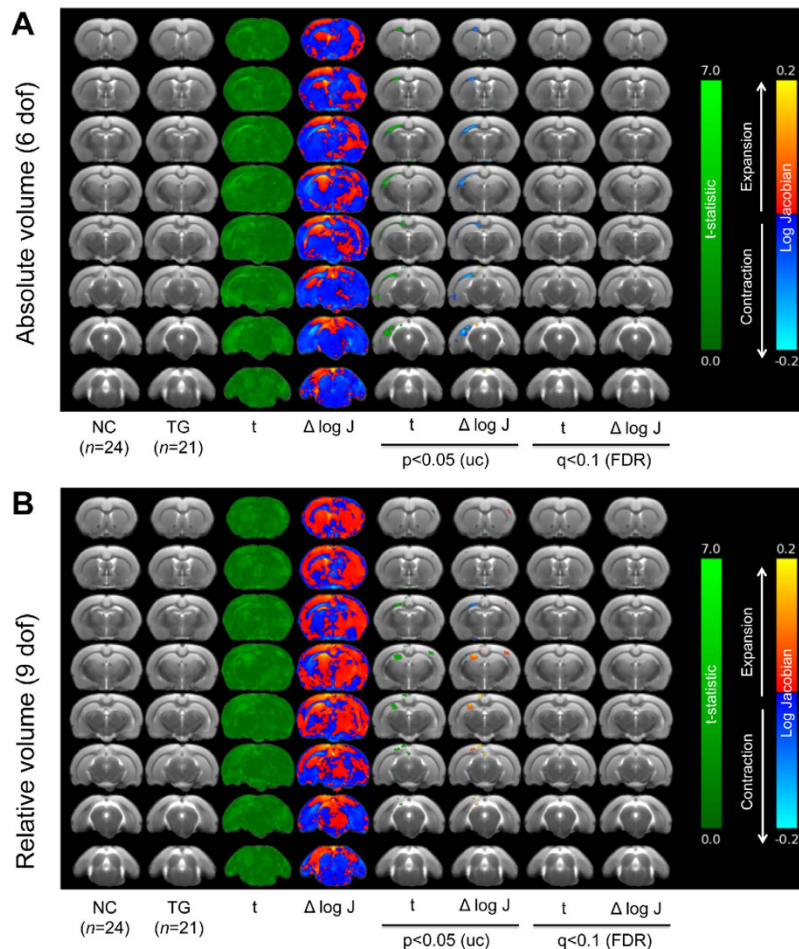 A
Absolute volume (6 dof)
7.0
t-statistic
0.0
Expansion
Contraction
0.2
Log Jacobian
-0.2
NC
(n=24)
TG
(n=21)
t
Δ log J
t
Δ log J
p<0.05 (uc)
t
Δ log J
q<0.1 (FDR)
B
Relative volume (9 dof)
7.0
t-statistic
0.0
Expansion
Contraction
0.2
Log Jacobian
-0.2
NC
(n=24)
TG
(n=21)
t
Δ log J
t
Δ log J
p<0.05 (uc)
t
Δ log J
q<0.1 (FDR)